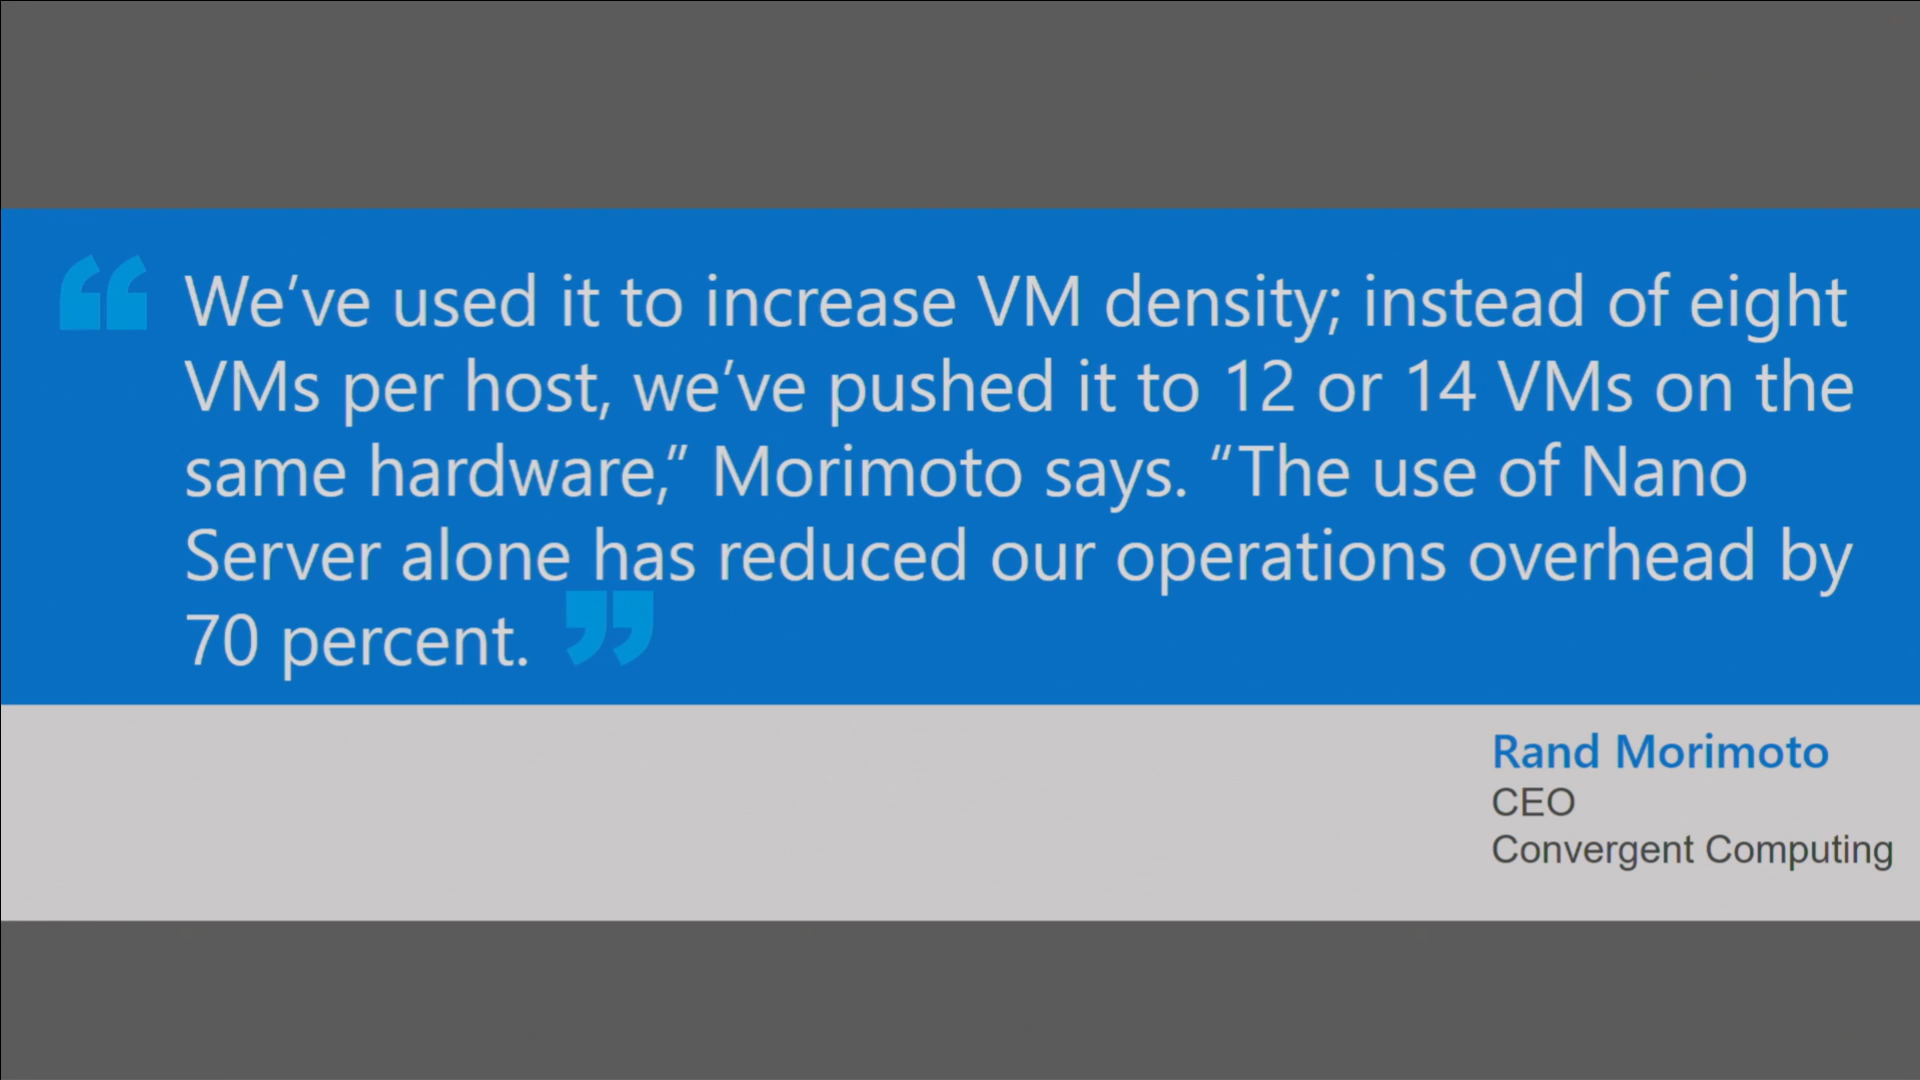 “ We’ve used it to increase VM density; instead of eight
VMs per host, we’ve pushed it to 12 or 14 VMs on the
same hardware,” Morimoto says. “The use of Nano
Server alone has reduced our operations overhead by
70 percent. ”
Rand Morimoto
CEO
Convergent Computing